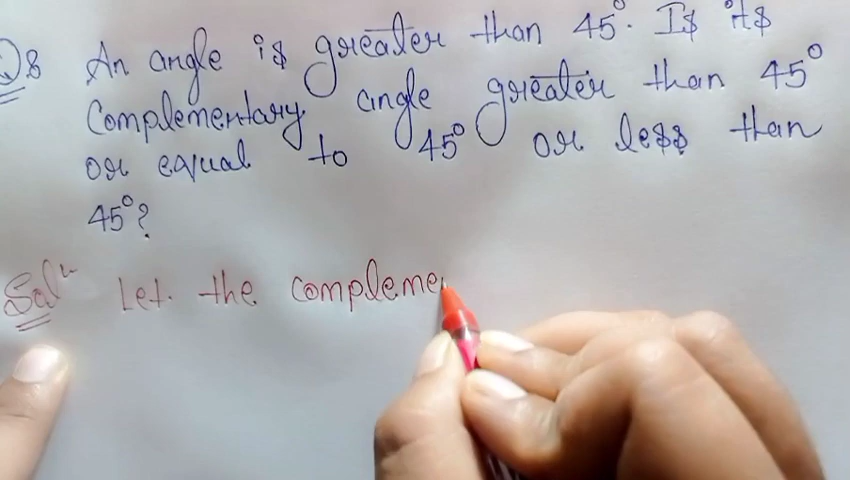 Q8 An angle is greater than 45°. Is its
Complementary angle greater than 45°
or equal to 45° or less than
45°?
Solⁿ Let the compleme